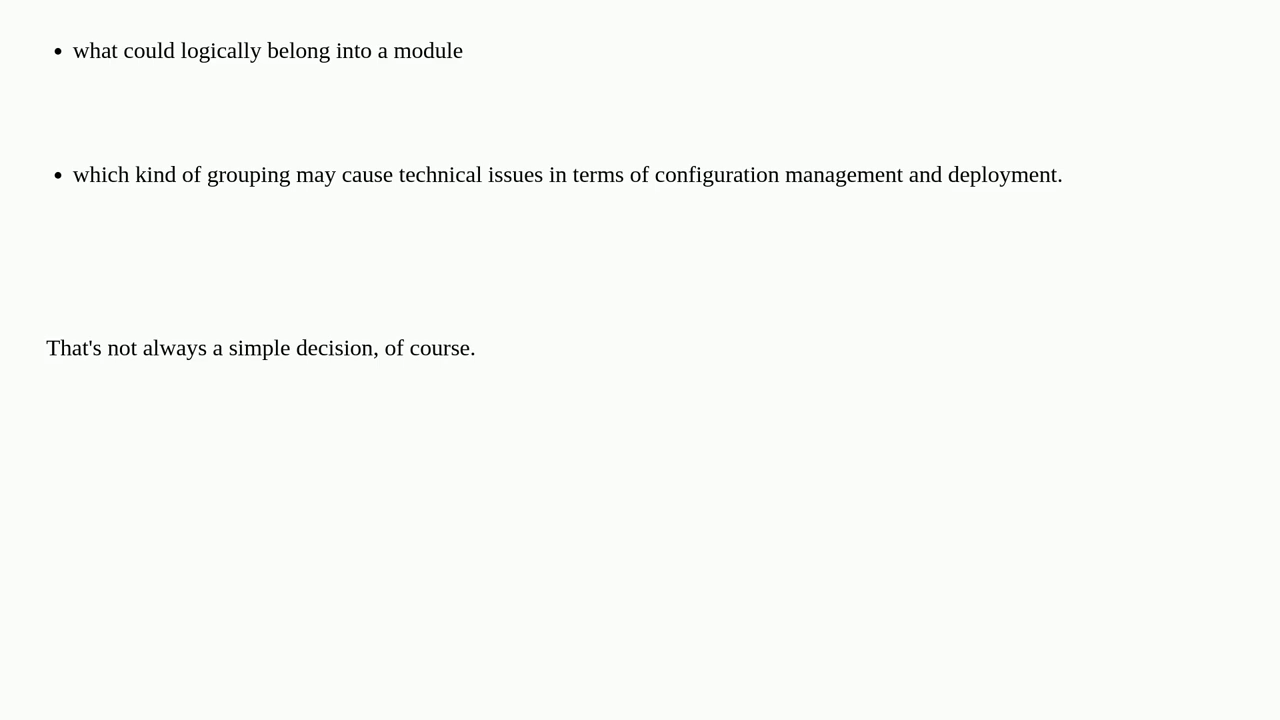 • what could logically belong into a module
• which kind of grouping may cause technical issues in terms of configuration management and deployment.
That's not always a simple decision, of course.